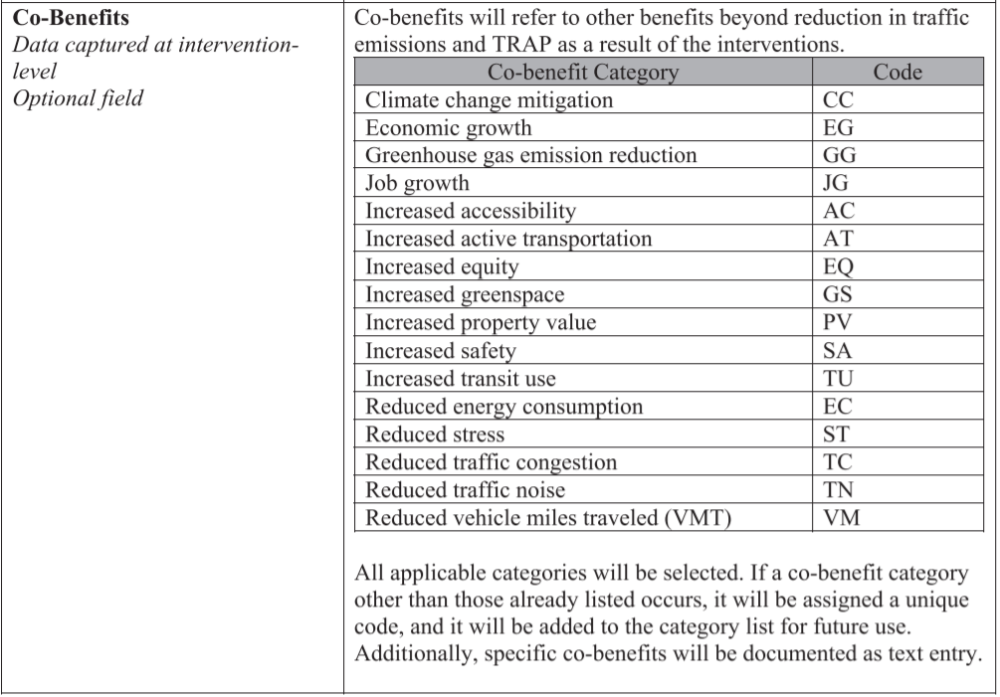 Co-Benefits
Data captured at intervention-
level
Optional field
Co-benefits will refer to other benefits beyond reduction in traffic
emissions and TRAP as a result of the interventions.
Co-benefit Category Code
Climate change mitigation CC
Economic growth EG
Greenhouse gas emission reduction GG
Job growth JG
Increased accessibility AC
Increased active transportation AT
Increased equity EQ
Increased greenspace GS
Increased property value PV
Increased safety SA
Increased transit use TU
Reduced energy consumption EC
Reduced stress ST
Reduced traffic congestion TC
Reduced traffic noise TN
Reduced vehicle miles traveled (VMT) VM
All applicable categories will be selected. If a co-benefit category
other than those already listed occurs, it will be assigned a unique
code, and it will be added to the category list for future use.
Additionally, specific co-benefits will be documented as text entry.